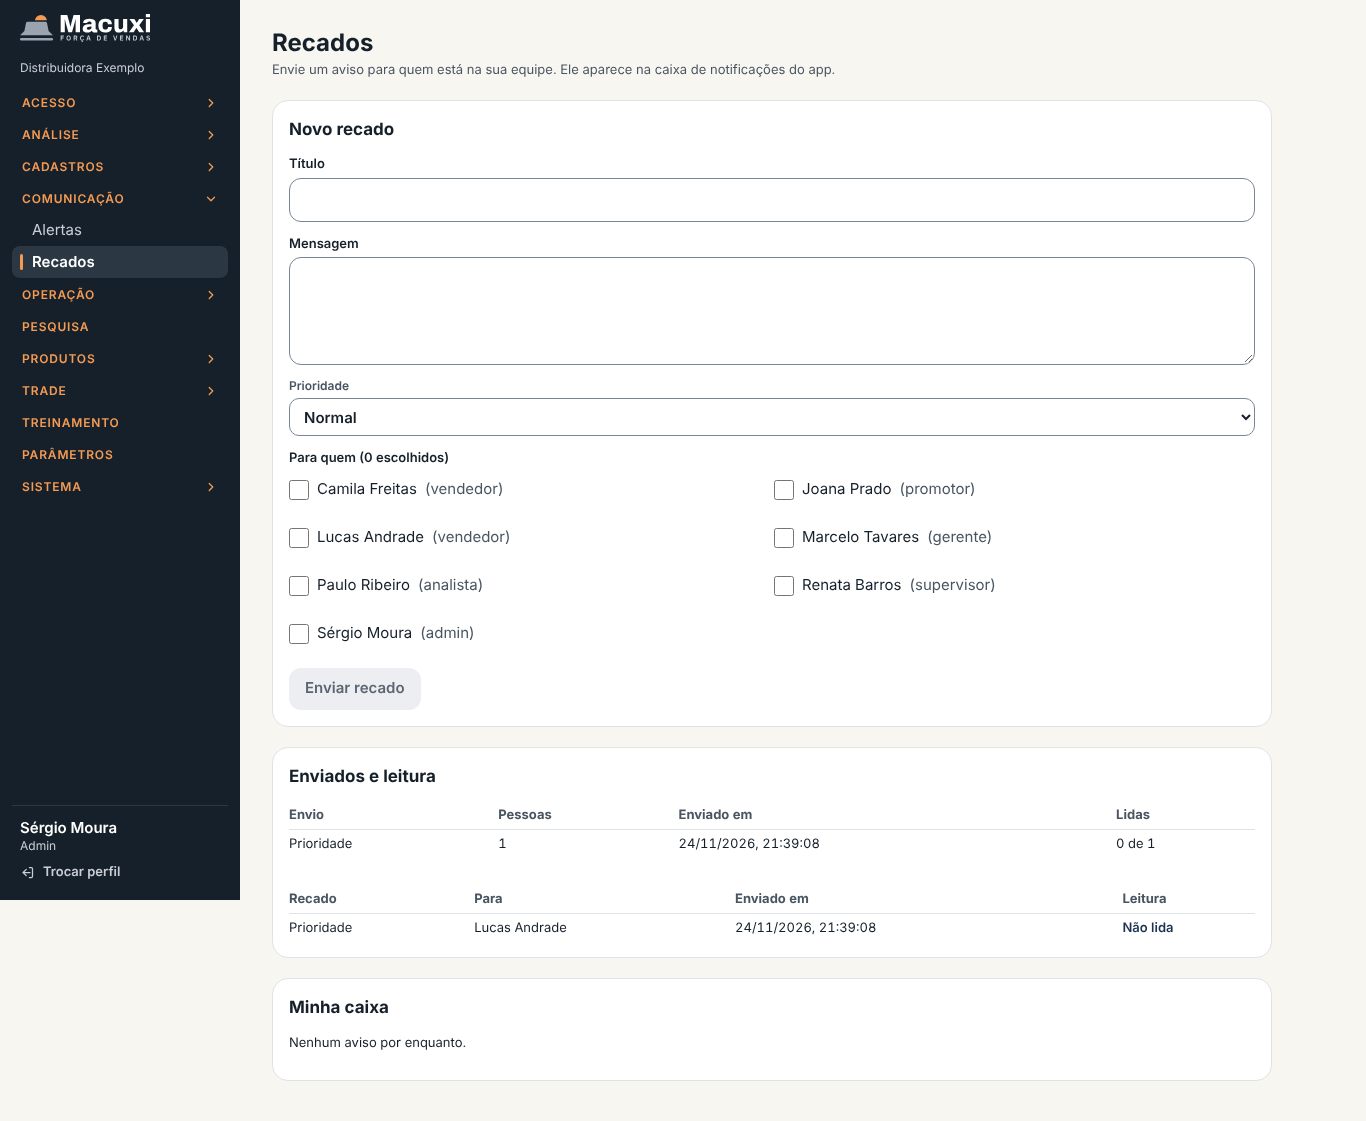 Macuxi
FORÇA DE VENDAS
Distribuidora Exemplo
ACESSO
ANÁLISE
CADASTROS
COMUNICAÇÃO
Alertas
Recados
OPERAÇÃO
PESQUISA
PRODUTOS
TRADE
TREINAMENTO
PARÂMETROS
SISTEMA
Sérgio Moura
Admin
Trocar perfil
Recados
Envie um aviso para quem está na sua equipe. Ele aparece na caixa de notificações do app.
Novo recado
Título
Mensagem
Prioridade
Normal
Para quem (0 escolhidos)
Camila Freitas (vendedor)
Joana Prado (promotor)
Lucas Andrade (vendedor)
Marcelo Tavares (gerente)
Paulo Ribeiro (analista)
Renata Barros (supervisor)
Sérgio Moura (admin)
Enviar recado
Enviados e leitura
Envio Pessoas Enviado em Lidas
Prioridade 1 24/11/2026, 21:39:08 0 de 1
Recado Para Enviado em Leitura
Prioridade Lucas Andrade 24/11/2026, 21:39:08 Não lida
Minha caixa
Nenhum aviso por enquanto.